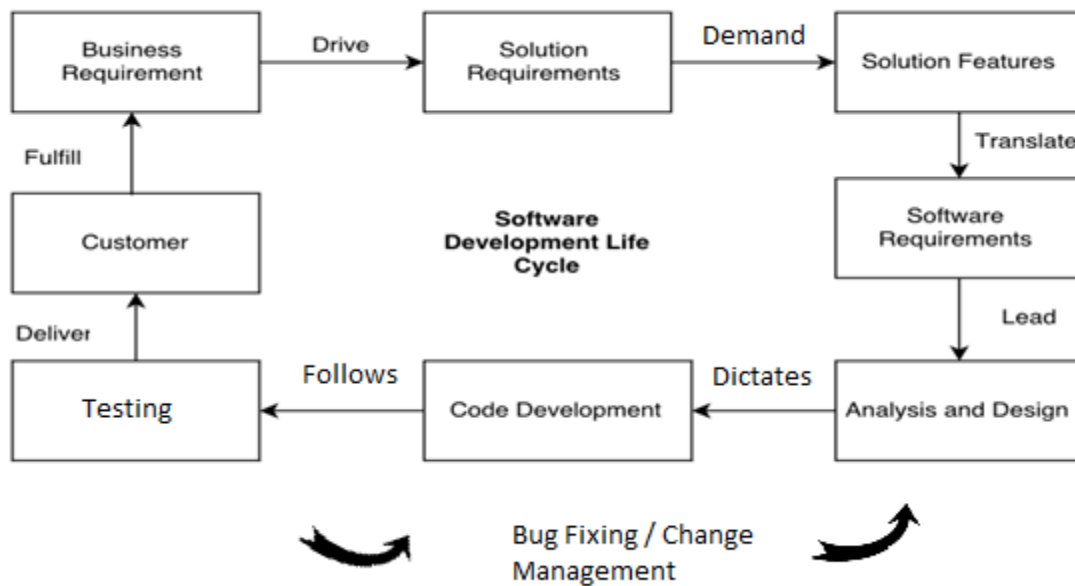 Business
Requirement
Drive
Solution
Requirements
Demand
Solution Features
Fulfill
Translate
Customer
Software
Development Life
Cycle
Software
Requirements
Deliver
Lead
Testing
Follows
Code Development
Dictates
Analysis and Design
Bug Fixing / Change
Management